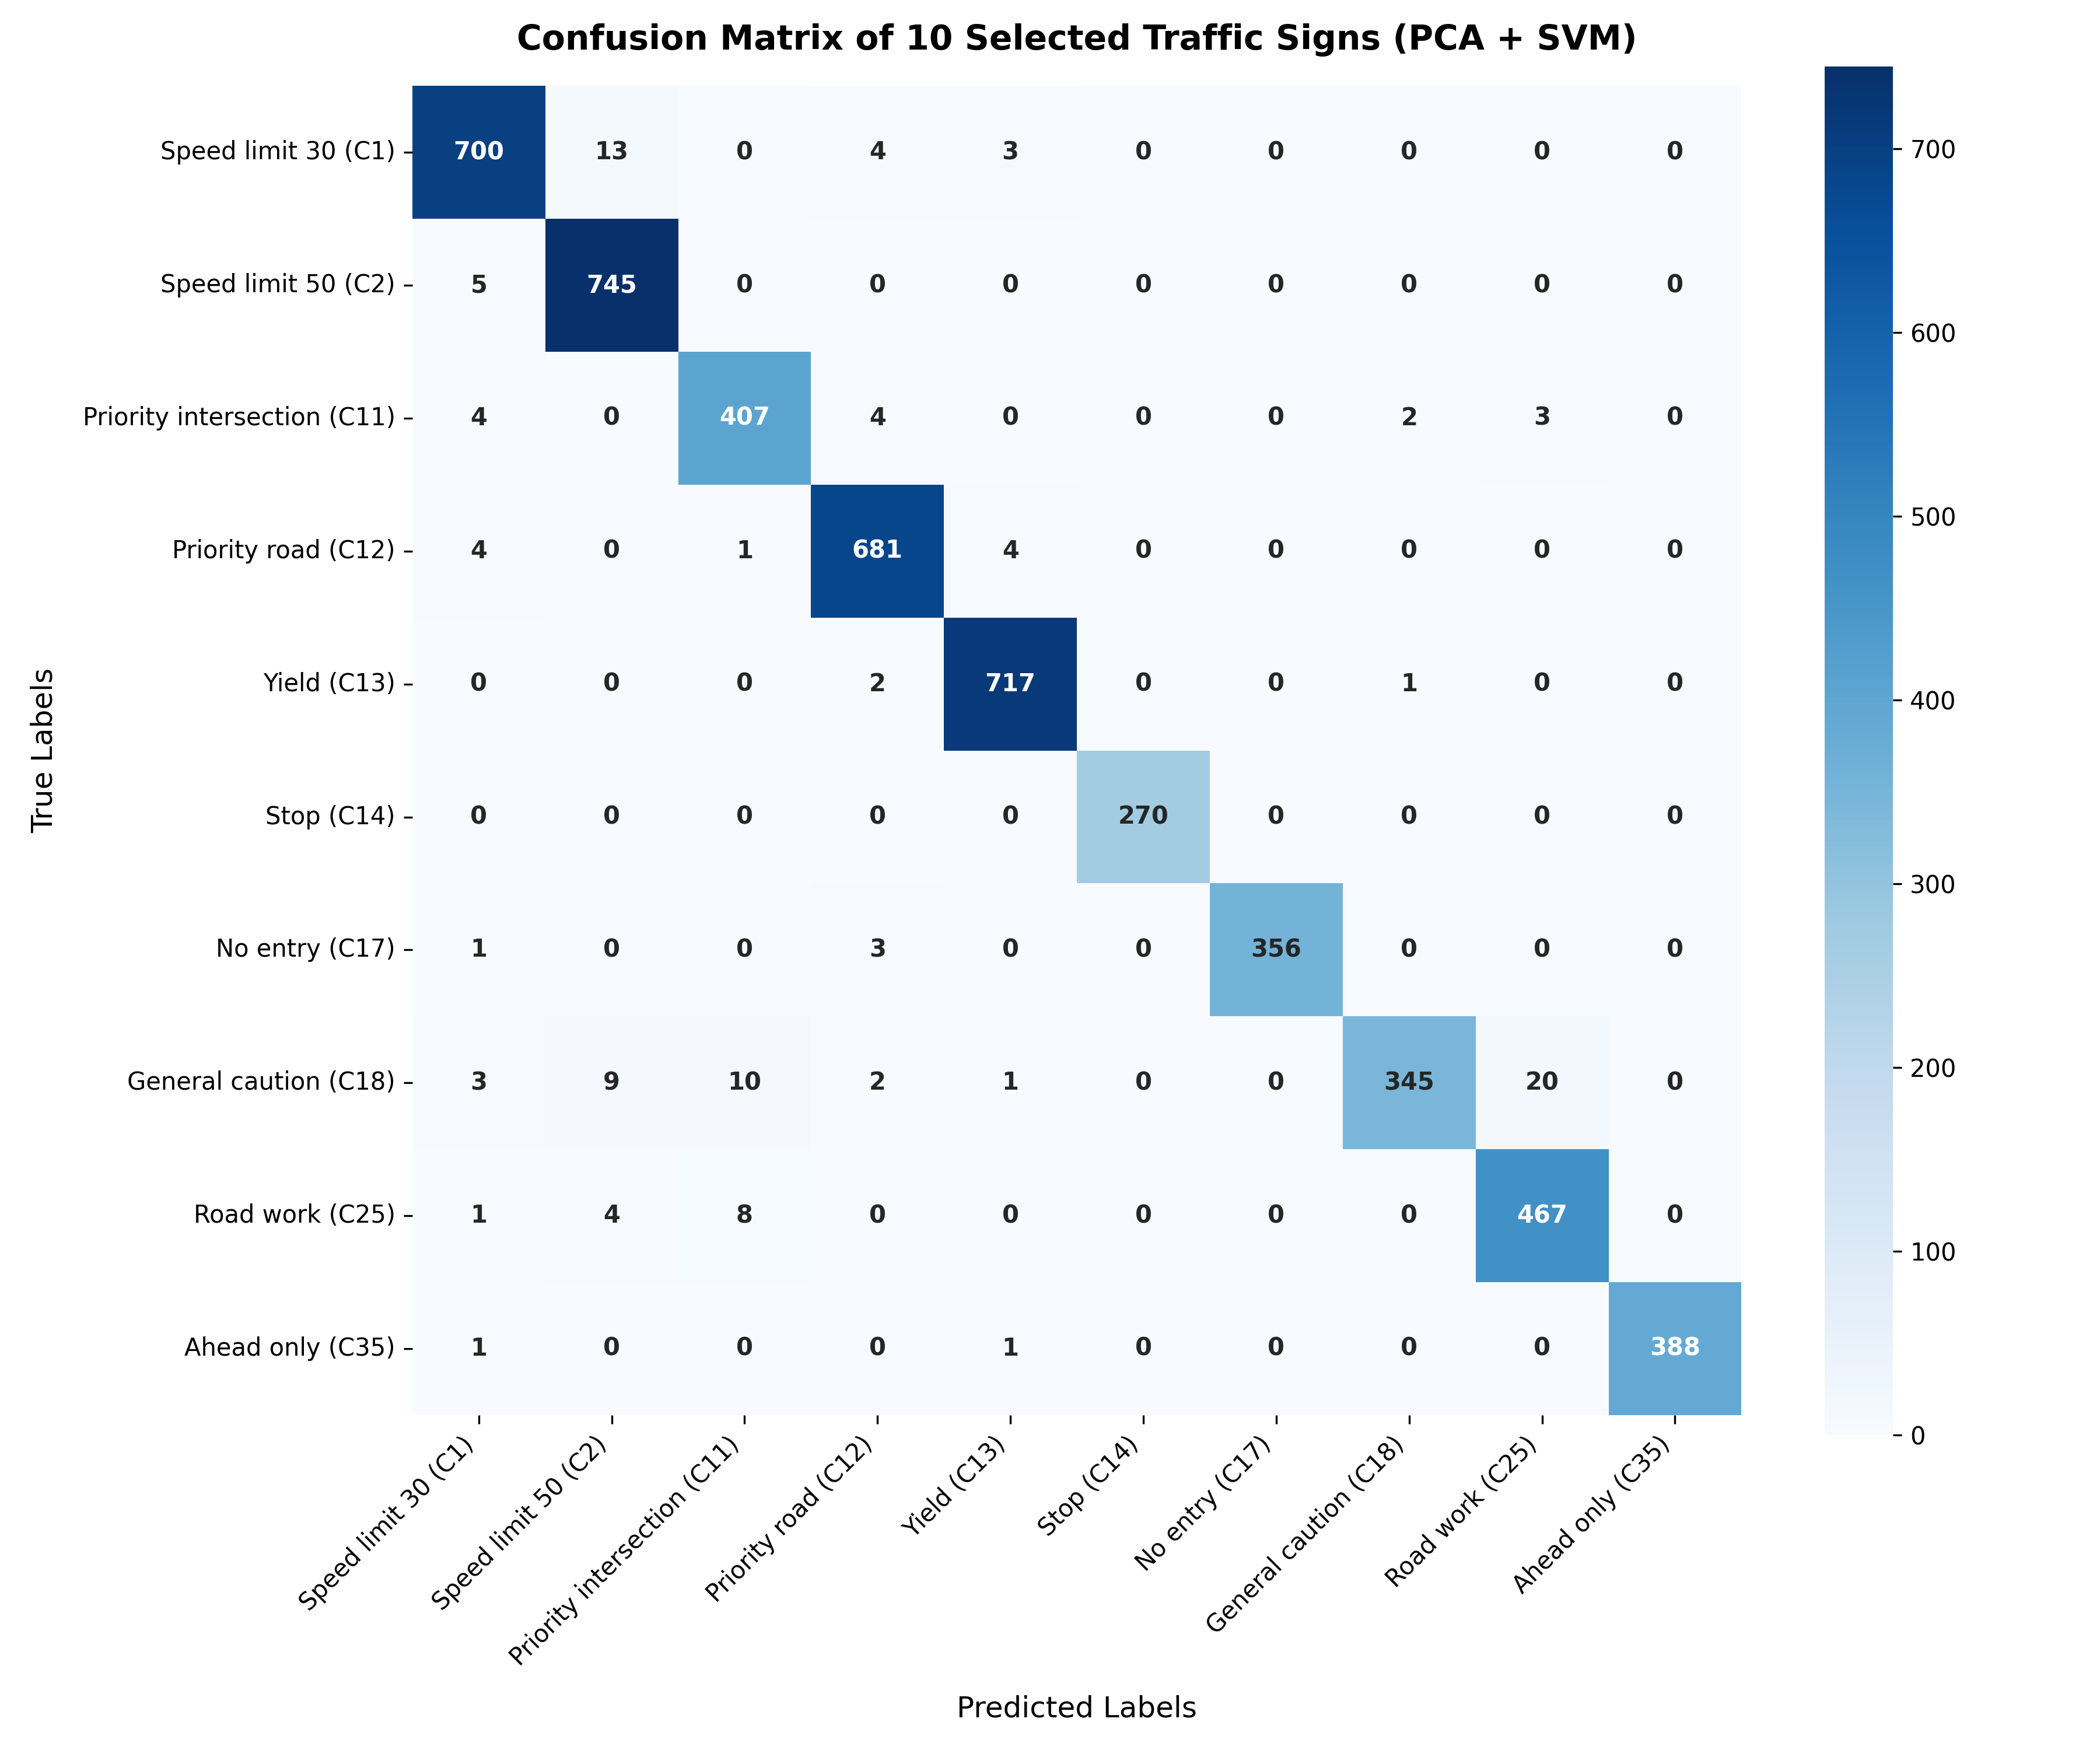 Confusion Matrix of 10 Selected Traffic Signs (PCA + SVM)
Speed limit 30 (C1) 700 13 0 4 3 0 0 0 0 0
Speed limit 50 (C2) 5 745 0 0 0 0 0 0 0 0
Priority intersection (C11) 4 0 407 4 0 0 0 2 3 0
Priority road (C12) 4 0 1 681 4 0 0 0 0 0
Yield (C13) 0 0 0 2 717 0 0 1 0 0
Stop (C14) 0 0 0 0 0 270 0 0 0 0
No entry (C17) 1 0 0 3 0 0 356 0 0 0
General caution (C18) 3 9 10 2 1 0 0 345 20 0
Road work (C25) 1 4 8 0 0 0 0 0 467 0
Ahead only (C35) 1 0 0 0 1 0 0 0 0 388
True Labels
Speed limit 30 (C1)
Speed limit 50 (C2)
Priority intersection (C11)
Priority road (C12)
Yield (C13)
Stop (C14)
No entry (C17)
General caution (C18)
Road work (C25)
Ahead only (C35)
Predicted Labels
700
600
500
400
300
200
100
0